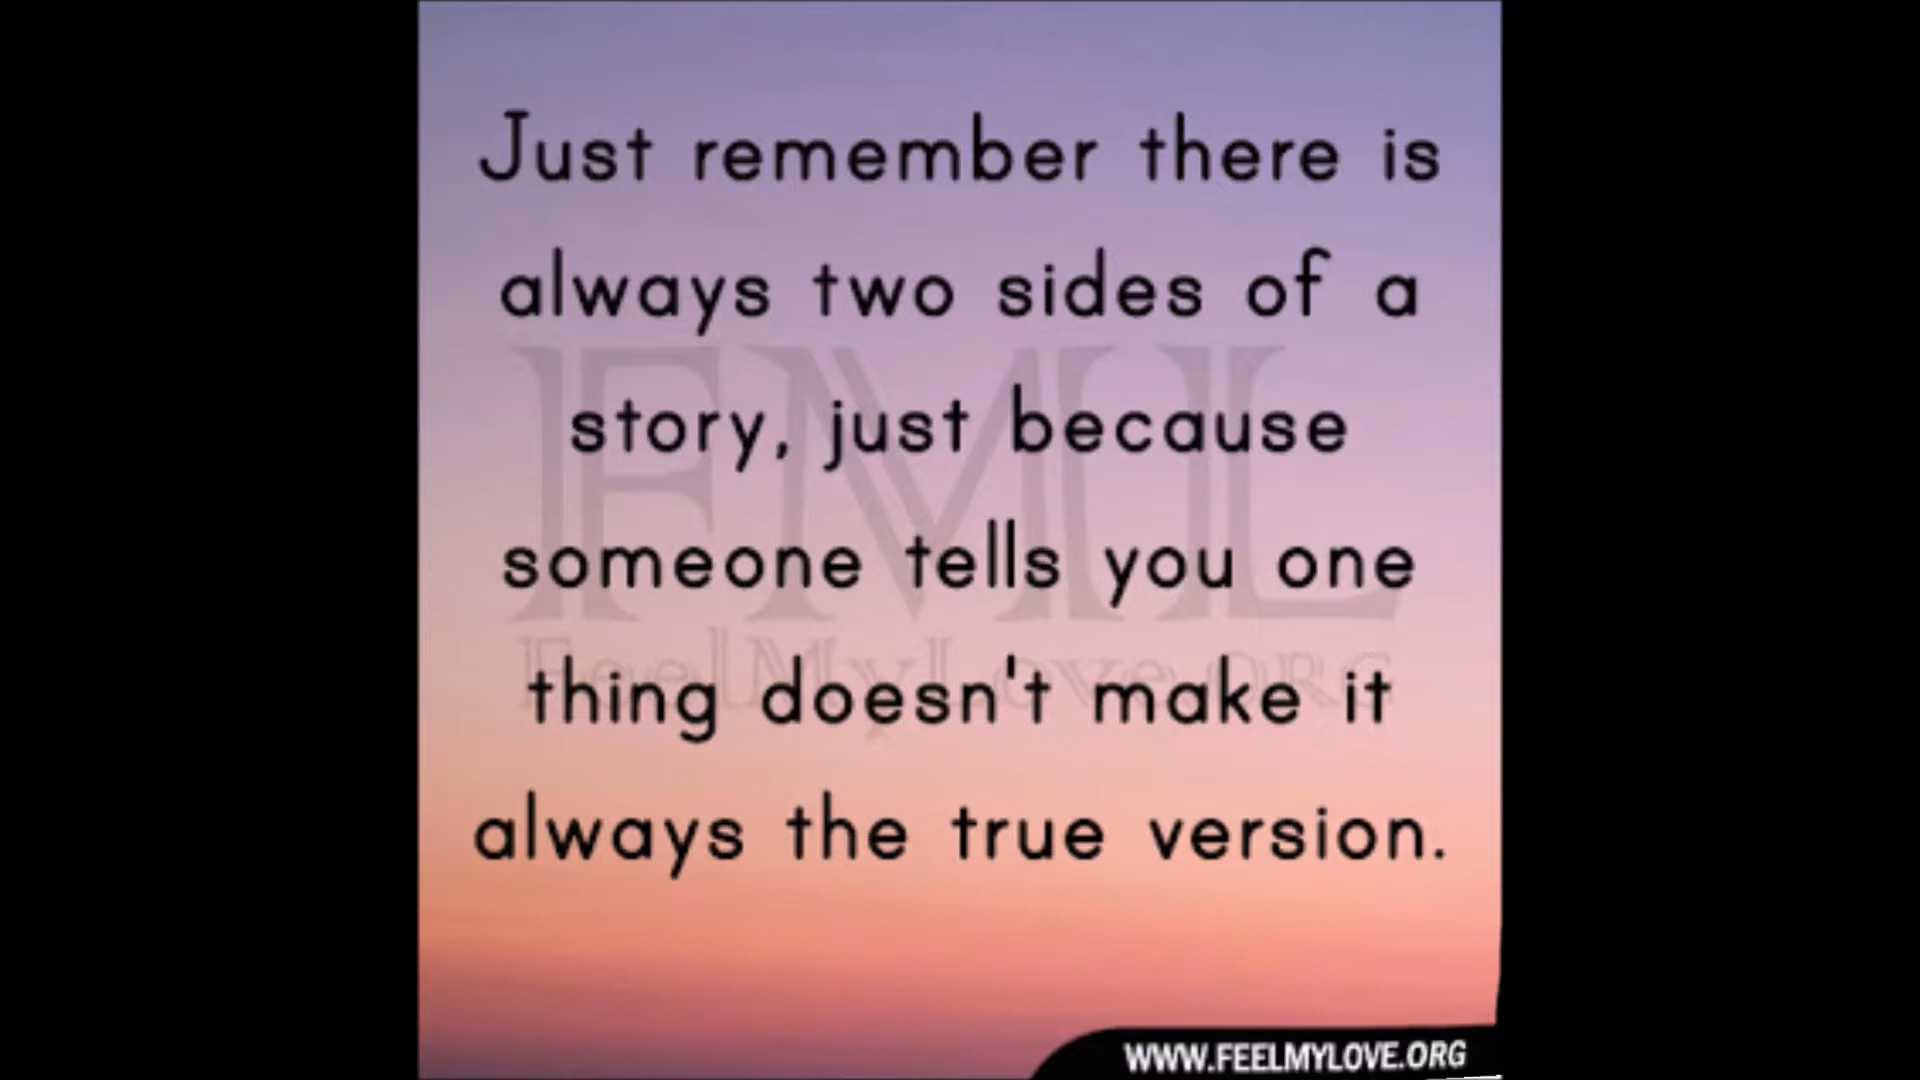 Just remember there is
always two sides of a
story, just because
someone tells you one
thing doesn't make it
always the true version.
FML
FeelMyLove.ORG
WWW.FEELMYLOVE.ORG